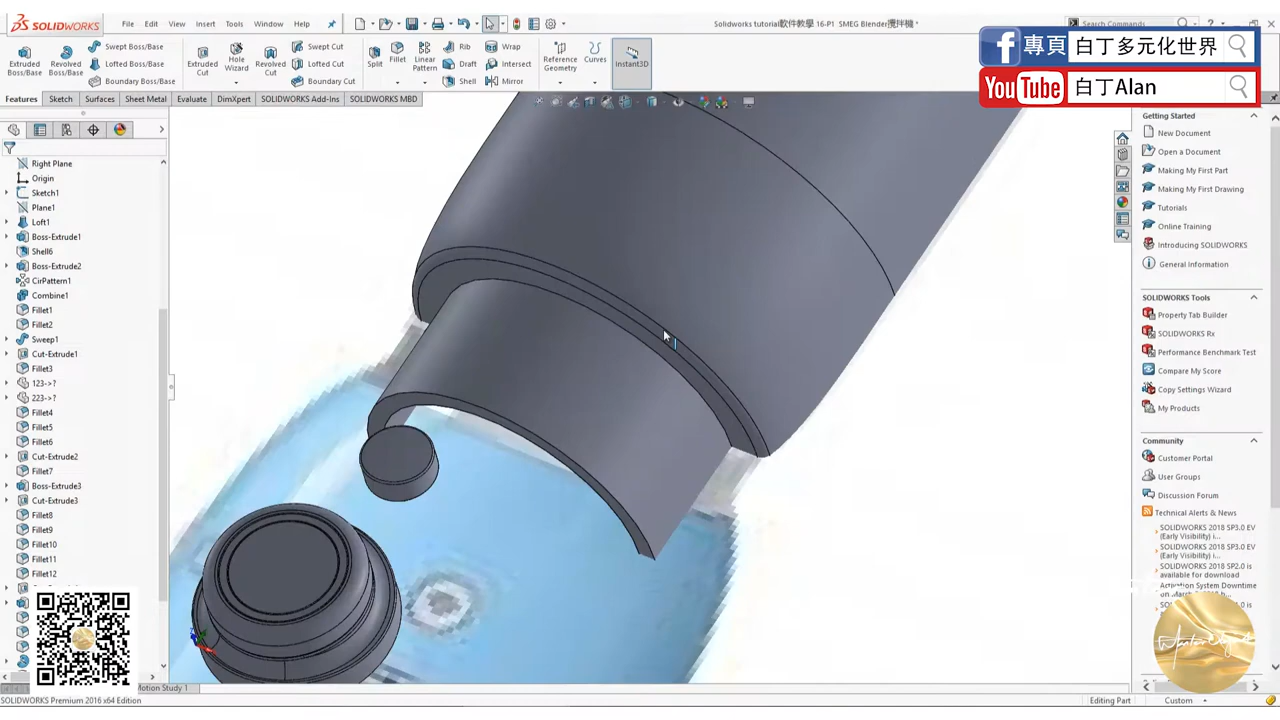 SOLIDWORKS
File Edit View Insert Tools Window Help
Solidworks tutorial軟件教學 16-P1 SMEG Blender攪拌機 *
Search Commands
專頁 白丁多元化世界
YouTube 白丁Alan
Extruded Boss/Base
Revolved Boss/Base
Swept Boss/Base
Lofted Boss/Base
Boundary Boss/Base
Extruded Cut
Hole Wizard
Revolved Cut
Swept Cut
Lofted Cut
Boundary Cut
Split
Fillet
Linear Pattern
Rib
Draft
Shell
Wrap
Intersect
Mirror
Reference Geometry
Curves
Instant3D
Features Sketch Surfaces Sheet Metal Evaluate DimXpert SOLIDWORKS Add-Ins SOLIDWORKS MBD
Right Plane
Origin
Sketch1
Plane1
Loft1
Boss-Extrude1
Shell6
Boss-Extrude2
CirPattern1
Combine1
Fillet1
Fillet2
Sweep1
Cut-Extrude1
Fillet3
123->?
223->?
Fillet4
Fillet5
Fillet6
Cut-Extrude2
Fillet7
Boss-Extrude3
Cut-Extrude3
Fillet8
Fillet9
Fillet10
Fillet11
Fillet12
Getting Started
New Document
Open a Document
Making My First Part
Making My First Drawing
Tutorials
Online Training
Introducing SOLIDWORKS
General Information
SOLIDWORKS Tools
Property Tab Builder
SOLIDWORKS Rx
Performance Benchmark Test
Compare My Score
Copy Settings Wizard
My Products
Community
Customer Portal
User Groups
Discussion Forum
Technical Alerts & News
SOLIDWORKS 2018 SP3.0 EV
(Early Visibility) i...
SOLIDWORKS 2018 SP3.0 EV
(Early Visibility) i...
SOLIDWORKS 2018 SP2.0 is
available for download
Activation System Downtime
Motion Study 1
SOLIDWORKS Premium 2016 x64 Edition
Editing Part
Custom